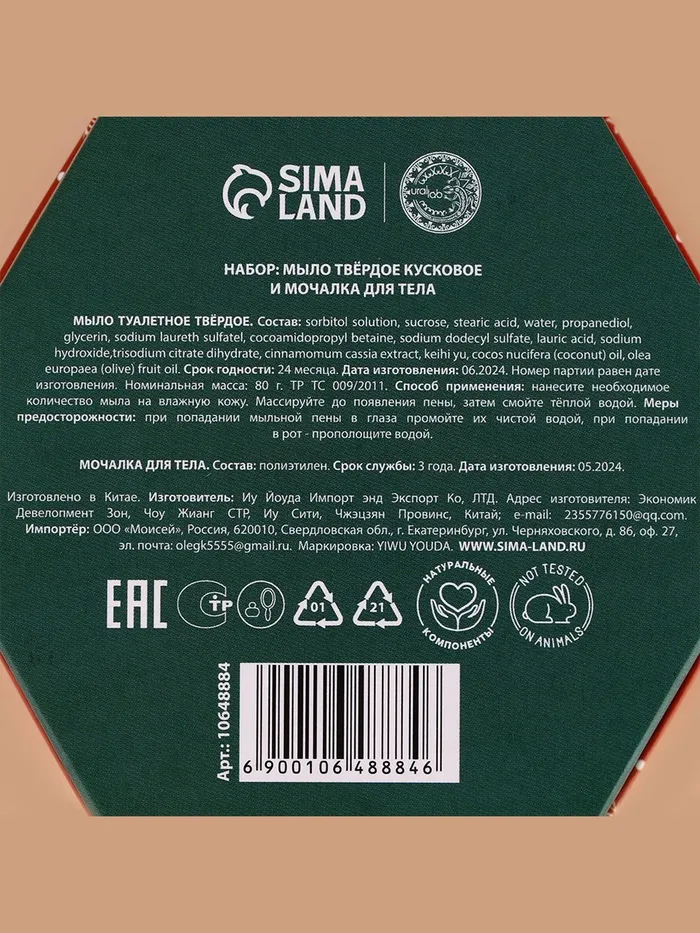 SIMA
LAND
ural lab
НАБОР: МЫЛО ТВЁРДОЕ КУСКОВОЕ
И МОЧАЛКА ДЛЯ ТЕЛА
МЫЛО ТУАЛЕТНОЕ ТВЁРДОЕ. Состав: sorbitol solution, sucrose, stearic acid, water, propanediol,
glycerin, sodium laureth sulfatel, cocoamidopropyl betaine, sodium dodecyl sulfate, lauric acid, sodium
hydroxide,trisodium citrate dihydrate, cinnamomum cassia extract, keihi yu, cocos nucifera (coconut) oil, olea
europaea (olive) fruit oil. Срок годности: 24 месяца. Дата изготовления: 06.2024. Номер партии равен дате
изготовления. Номинальная масса: 80 г. ТР ТС 009/2011. Способ применения: нанесите необходимое
количество мыла на влажную кожу. Массируйте до появления пены, затем смойте тёплой водой. Меры
предосторожности: при попадании мыльной пены в глаза промойте их чистой водой, при попадании
в рот - прополощите водой.
МОЧАЛКА ДЛЯ ТЕЛА. Состав: полиэтилен. Срок службы: 3 года. Дата изготовления: 05.2024.
Изготовлено в Китае. Изготовитель: Иу Йоуда Импорт энд Экспорт Ко, ЛТД. Адрес изготовителя: Экономик
Девелопмент Зон, Чоу Жианг СТР, Иу Сити, Чжэцзян Провинс, Китай; e-mail: 2355776150@qq.com.
Импортёр: ООО «Моисей», Россия, 620010, Свердловская обл., г. Екатеринбург, ул. Черняховского, д. 86, оф. 27,
эл. почта: olegk5555@gmail.ru. Маркировка: YIWU YOUDA. WWW.SIMA-LAND.RU
EAC
СТР
01
21
НАТУРАЛЬНЫЕ
КОМПОНЕНТЫ
NOT TESTED
ON ANIMALS
Арт.: 10648884
6 900106 488846